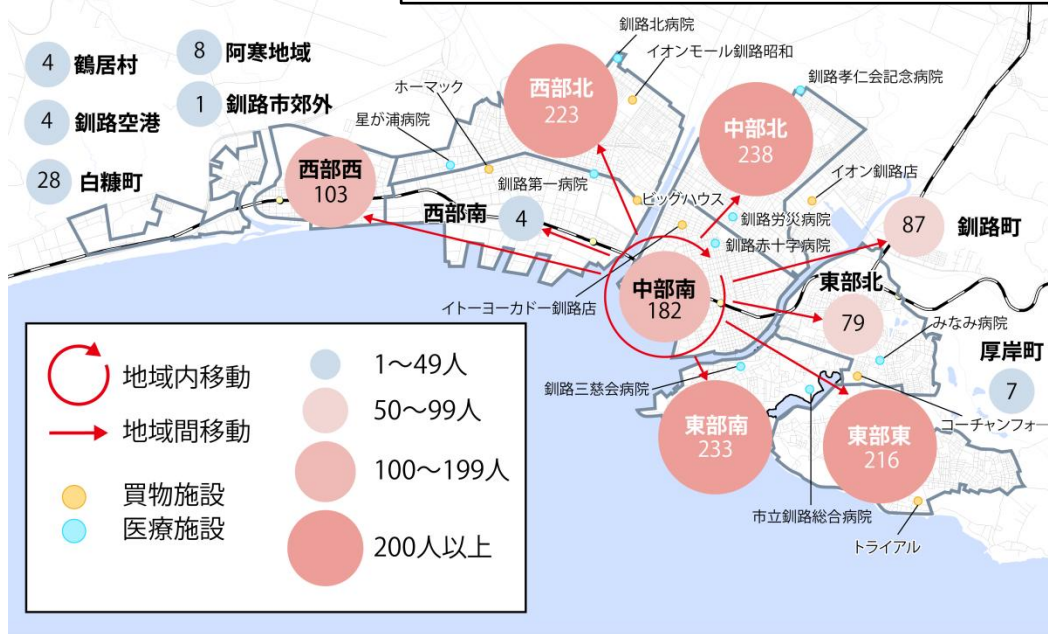 釧路北病院
イオンモール釧路昭和
4 鶴居村
8 阿寒地域
西部北
223
釧路孝仁会記念病院
ホーマック
中部北
238
4 釧路空港
1 釧路市郊外
星が浦病院
28 白糠町
西部西
103
釧路第一病院
イオン釧路店
西部南
4
ビッグハウス
釧路労災病院
87 釧路町
釧路赤十字病院
中部南
182
東部北
79
イトーヨーカドー釧路店
みなみ病院
厚岸町
7
地域内移動
1～49人
釧路三慈会病院
50～99人
コーチャンフォー
地域間移動
東部南
233
東部東
216
100～199人
買物施設
医療施設
市立釧路総合病院
トライアル
200人以上